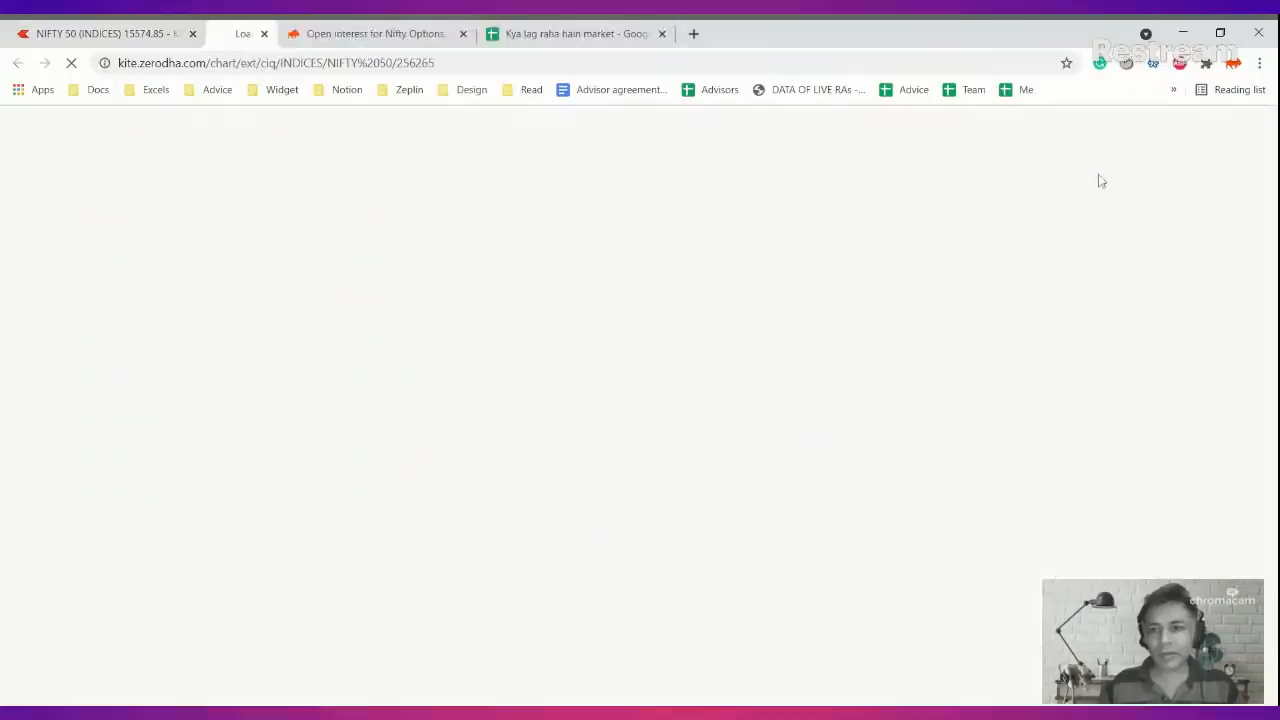 NIFTY 50 (INDICES) 15574.85 - K
Loa
Open Interest for Nifty Options.
Kya lag raha hain market - Goog
Restream
kite.zerodha.com/chart/ext/ciq/INDICES/NIFTY%2050/256265
Apps
Docs
Excels
Advice
Widget
Notion
Zeplin
Design
Read
Advisor agreement...
Advisors
DATA OF LIVE RAs -...
Advice
Team
Me
»
Reading list
chromacam